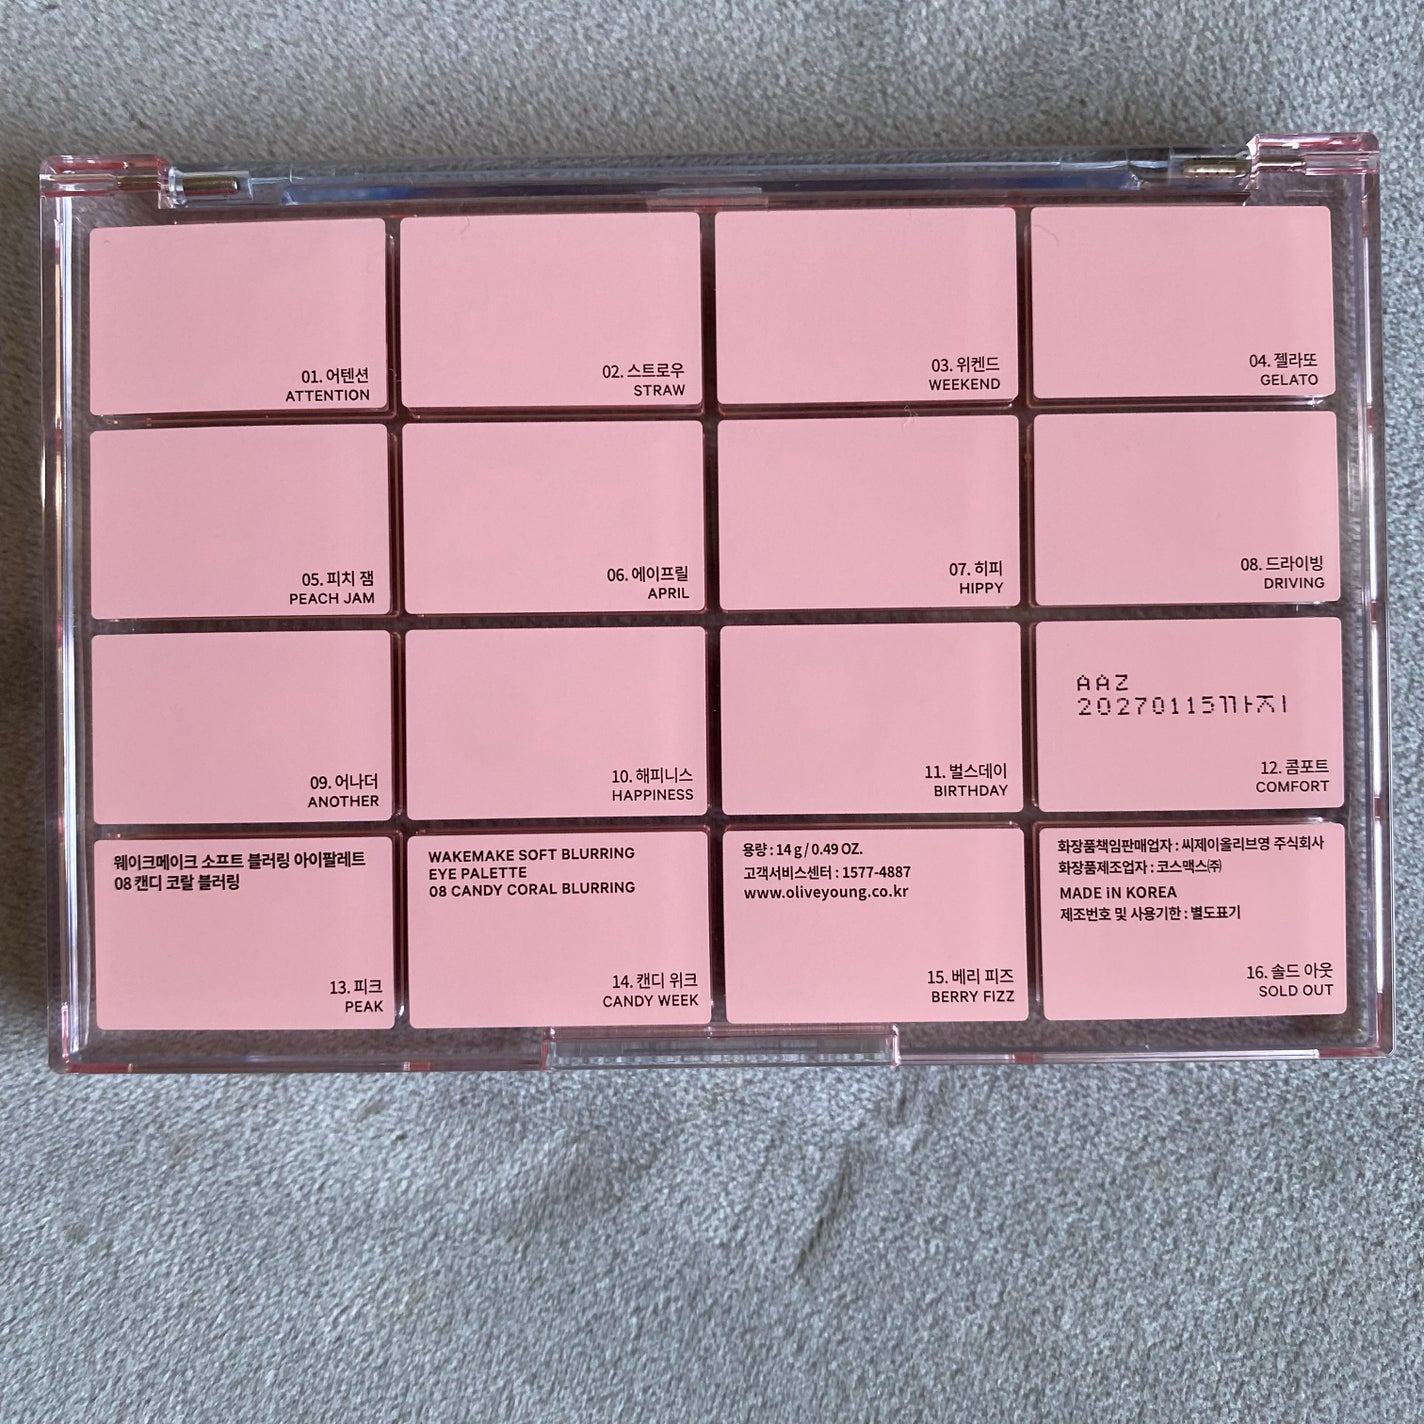 01. 어텐션
ATTENTION
02. 스트로우
STRAW
03. 위켄드
WEEKEND
04. 젤라또
GELATO
05. 피치 잼
PEACH JAM
06. 에이프릴
APRIL
07. 히피
HIPPY
08. 드라이빙
DRIVING
09. 어나더
ANOTHER
10. 해피니스
HAPPINESS
11. 벌스데이
BIRTHDAY
AAZ
20270115까지
12. 콤포트
COMFORT
웨이크메이크 소프트 블러링 아이팔레트
08 캔디 코랄 블러링
13. 피크
PEAK
WAKEMAKE SOFT BLURRING
EYE PALETTE
08 CANDY CORAL BLURRING
14. 캔디 위크
CANDY WEEK
용량 : 14 g / 0.49 OZ.
고객서비스센터 : 1577-4887
www.oliveyoung.co.kr
15. 베리 피즈
BERRY FIZZ
화장품책임판매업자 : 씨제이올리브영 주식회사
화장품제조업자 : 코스맥스㈜
MADE iN KOREA
제조번호 및 사용기한 : 별도표기
16. 솔드 아웃
SOLD OUT